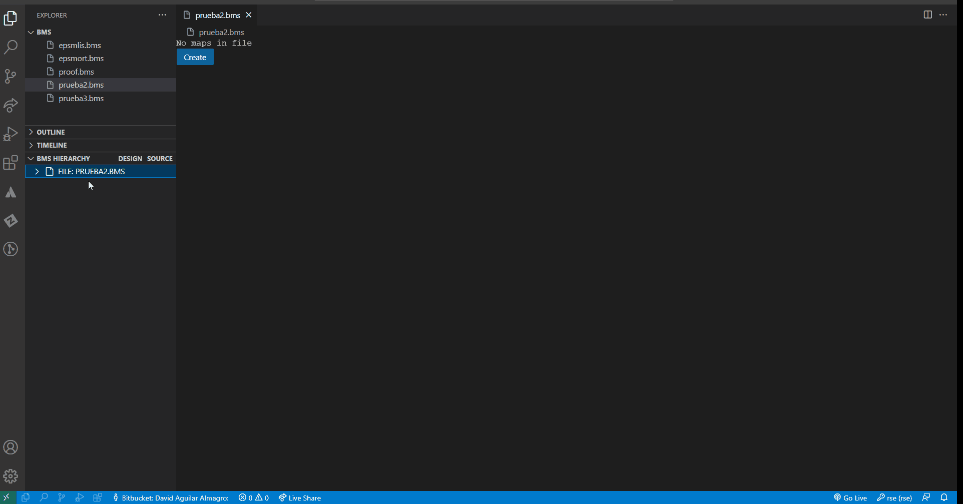 EXPLORER
BMS
epsmlis.bms
epsmort.bms
proof.bms
prueba2.bms
prueba3.bms
OUTLINE
TIMELINE
BMS HIERARCHY DESIGN SOURCE
FILE: PRUEBA2.BMS
prueba2.bms
prueba2.bms
No maps in file
Create
Bitbucket: David Aguilar Almagro: 0 0 Live Share
Go Live rse (rse)